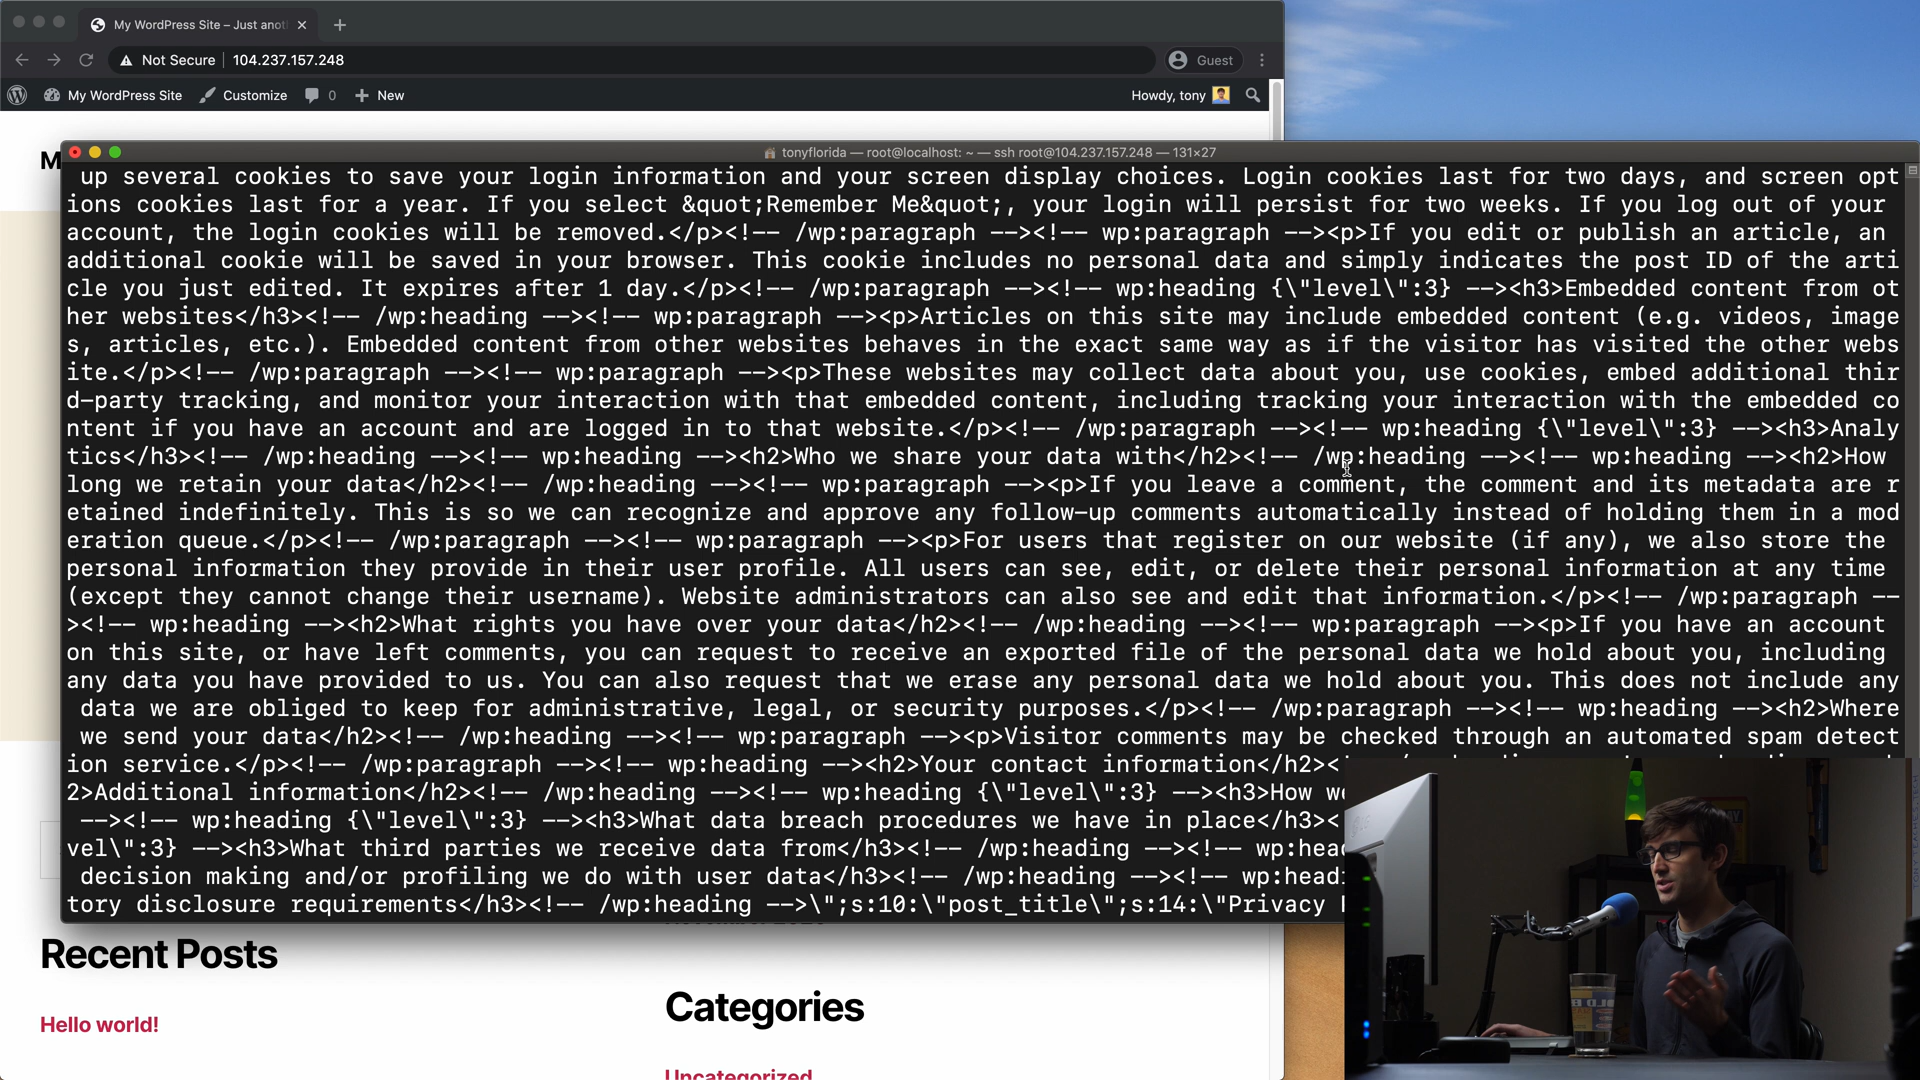 My WordPress Site – Just anot
Not Secure 104.237.157.248
Guest
My WordPress Site Customize 0 New Howdy, tony
M
tonyflorida — root@localhost: ~ — ssh root@104.237.157.248 — 131×27
up several cookies to save your login information and your screen display choices. Login cookies last for two days, and screen opt
ions cookies last for a year. If you select &quot;Remember Me&quot;, your login will persist for two weeks. If you log out of your
account, the login cookies will be removed.</p><!-- /wp:paragraph --><!-- wp:paragraph --><p>If you edit or publish an article, an
additional cookie will be saved in your browser. This cookie includes no personal data and simply indicates the post ID of the arti
cle you just edited. It expires after 1 day.</p><!-- /wp:paragraph --><!-- wp:heading {\"level\":3} --><h3>Embedded content from ot
her websites</h3><!-- /wp:heading --><!-- wp:paragraph --><p>Articles on this site may include embedded content (e.g. videos, image
s, articles, etc.). Embedded content from other websites behaves in the exact same way as if the visitor has visited the other webs
ite.</p><!-- /wp:paragraph --><!-- wp:paragraph --><p>These websites may collect data about you, use cookies, embed additional thir
d-party tracking, and monitor your interaction with that embedded content, including tracking your interaction with the embedded co
ntent if you have an account and are logged in to that website.</p><!-- /wp:paragraph --><!-- wp:heading {\"level\":3} --><h3>Analy
tics</h3><!-- /wp:heading --><!-- wp:heading --><h2>Who we share your data with</h2><!-- /wp:heading --><!-- wp:heading --><h2>How
long we retain your data</h2><!-- /wp:heading --><!-- wp:paragraph --><p>If you leave a comment, the comment and its metadata are r
etained indefinitely. This is so we can recognize and approve any follow-up comments automatically instead of holding them in a mod
eration queue.</p><!-- /wp:paragraph --><!-- wp:paragraph --><p>For users that register on our website (if any), we also store the
personal information they provide in their user profile. All users can see, edit, or delete their personal information at any time
(except they cannot change their username). Website administrators can also see and edit that information.</p><!-- /wp:paragraph --
><!-- wp:heading --><h2>What rights you have over your data</h2><!-- /wp:heading --><!-- wp:paragraph --><p>If you have an account
on this site, or have left comments, you can request to receive an exported file of the personal data we hold about you, including
any data you have provided to us. You can also request that we erase any personal data we hold about you. This does not include any
data we are obliged to keep for administrative, legal, or security purposes.</p><!-- /wp:paragraph --><!-- wp:heading --><h2>Where
we send your data</h2><!-- /wp:heading --><!-- wp:paragraph --><p>Visitor comments may be checked through an automated spam detect
ion service.</p><!-- /wp:paragraph --><!-- wp:heading --><h2>Your contact information</h2><
2>Additional information</h2><!-- /wp:heading --><!-- wp:heading {\"level\":3} --><h3>How we
--><!-- wp:heading {\"level\":3} --><h3>What data breach procedures we have in place</h3><
vel\":3} --><h3>What third parties we receive data from</h3><!-- /wp:heading --><!-- wp:hea
decision making and/or profiling we do with user data</h3><!-- /wp:heading --><!-- wp:headi
tory disclosure requirements</h3><!-- /wp:heading -->\";s:10:\"post_title\";s:14:\"Privacy
Recent Posts
Hello world!
Categories
Uncategorized